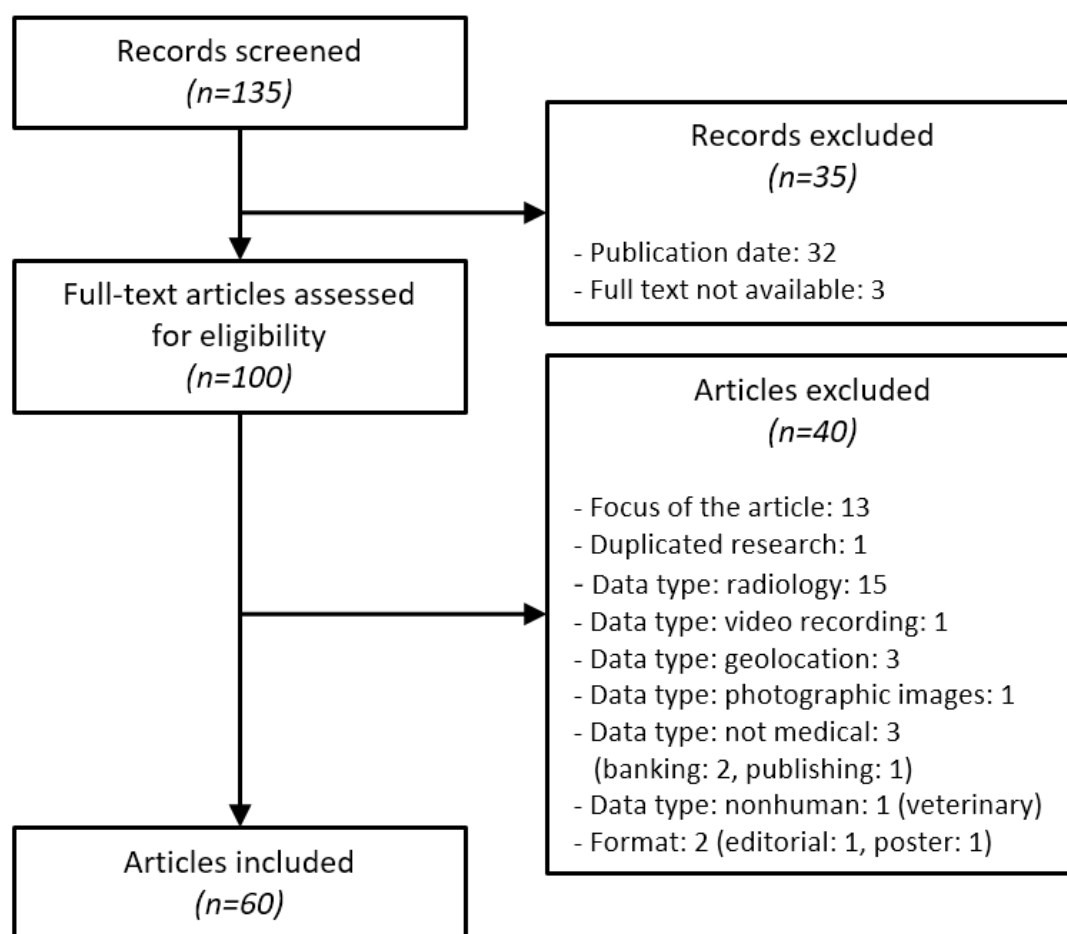 Records screened
(n=135)
Records excluded
(n=35)
- Publication date: 32
- Full text not available: 3
Full-text articles assessed
for eligibility
(n=100)
Articles excluded
(n=40)
- Focus of the article: 13
- Duplicated research: 1
- Data type: radiology: 15
- Data type: video recording: 1
- Data type: geolocation: 3
- Data type: photographic images: 1
- Data type: not medical: 3
(banking: 2, publishing: 1)
- Data type: nonhuman: 1 (veterinary)
- Format: 2 (editorial: 1, poster: 1)
Articles included
(n=60)